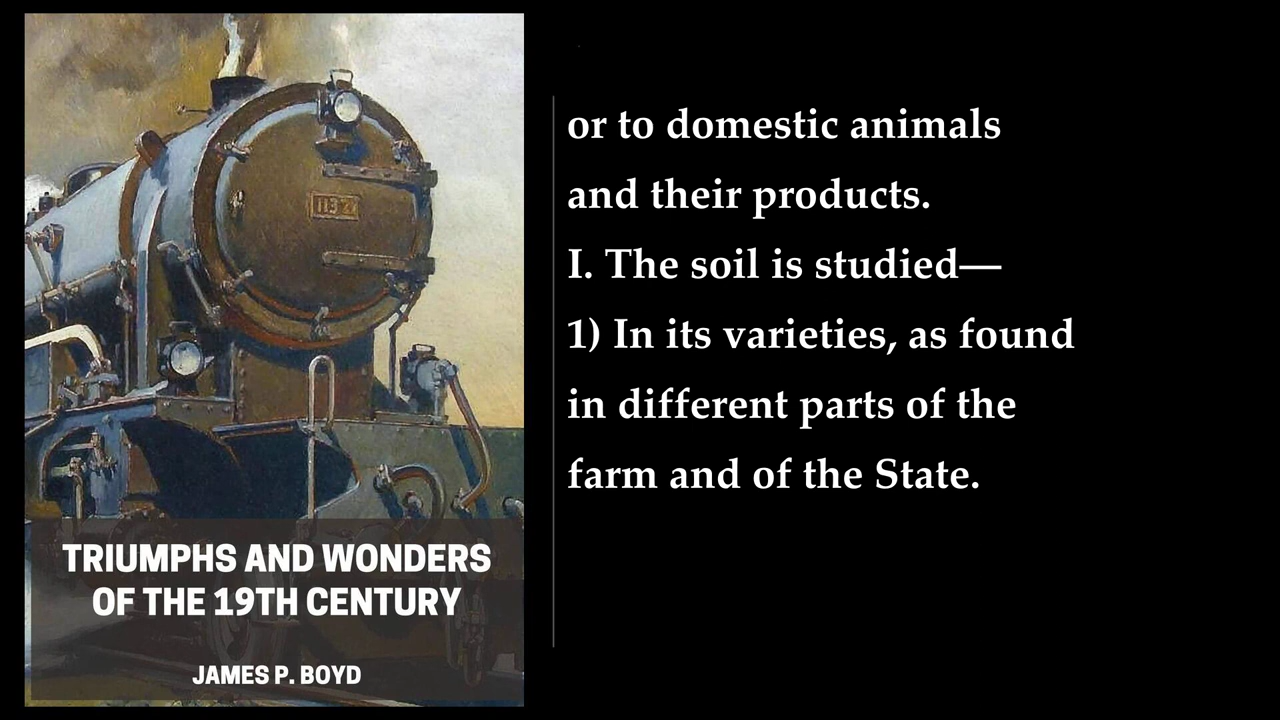 or to domestic animals
and their products.
I. The soil is studied—
1) In its varieties, as found
in different parts of the
farm and of the State.
TRIUMPHS AND WONDERS
OF THE 19TH CENTURY
JAMES P. BOYD